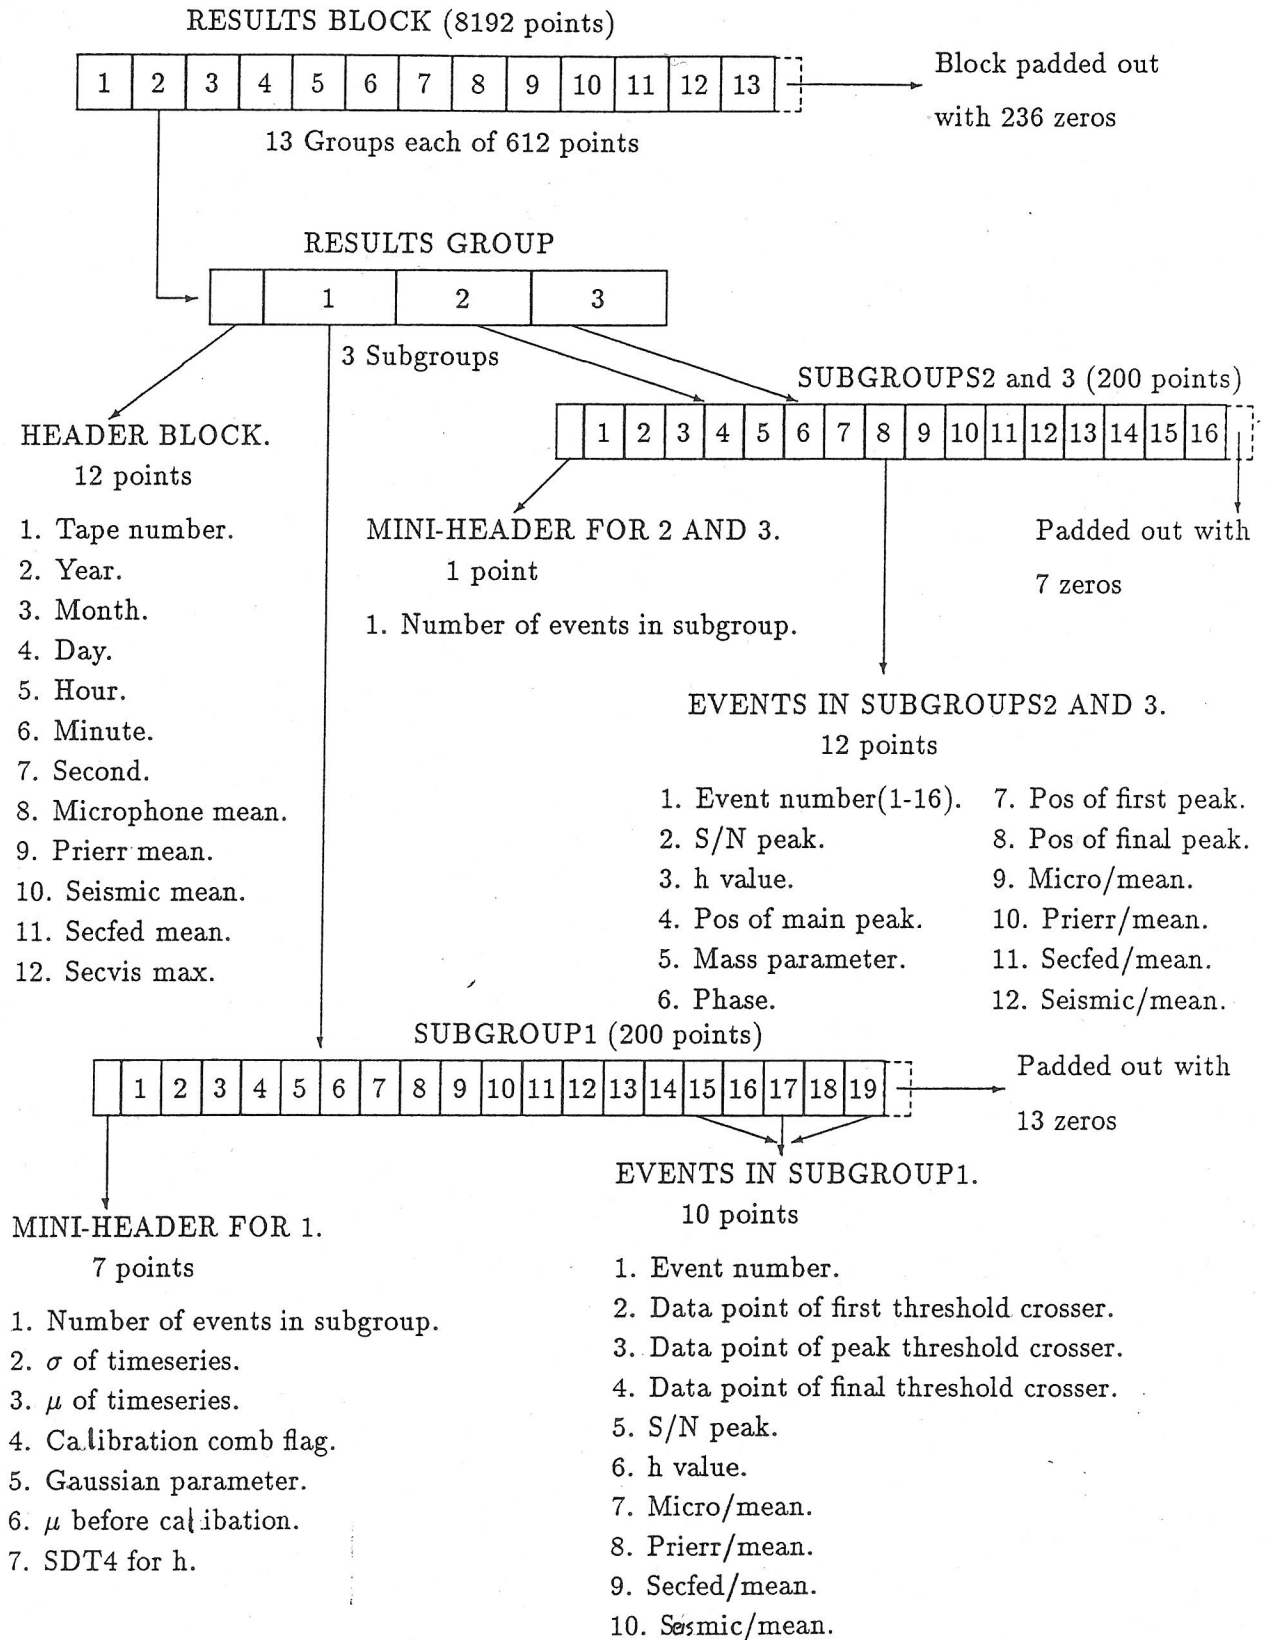 RESULTS BLOCK (8192 points)
1 2 3 4 5 6 7 8 9 10 11 12 13
Block padded out
with 236 zeros
13 Groups each of 612 points
RESULTS GROUP
1 2 3
3 Subgroups
HEADER BLOCK.
12 points
1. Tape number.
2. Year.
3. Month.
4. Day.
5. Hour.
6. Minute.
7. Second.
8. Microphone mean.
9. Prierr mean.
10. Seismic mean.
11. Secfed mean.
12. Secvis max.
SUBGROUPS2 and 3 (200 points)
1 2 3 4 5 6 7 8 9 10 11 12 13 14 15 16
MINI-HEADER FOR 2 AND 3.
1 point
1. Number of events in subgroup.
Padded out with
7 zeros
EVENTS IN SUBGROUPS2 AND 3.
12 points
1. Event number(1-16).
2. S/N peak.
3. h value.
4. Pos of main peak.
5. Mass parameter.
6. Phase.
7. Pos of first peak.
8. Pos of final peak.
9. Micro/mean.
10. Prierr/mean.
11. Secfed/mean.
12. Seismic/mean.
SUBGROUP1 (200 points)
1 2 3 4 5 6 7 8 9 10 11 12 13 14 15 16 17 18 19
Padded out with
13 zeros
MINI-HEADER FOR 1.
7 points
1. Number of events in subgroup.
2. σ of timeseries.
3. μ of timeseries.
4. Calibration comb flag.
5. Gaussian parameter.
6. μ before calibation.
7. SDT4 for h.
EVENTS IN SUBGROUP1.
10 points
1. Event number.
2. Data point of first threshold crosser.
3. Data point of peak threshold crosser.
4. Data point of final threshold crosser.
5. S/N peak.
6. h value.
7. Micro/mean.
8. Prierr/mean.
9. Secfed/mean.
10. Seismic/mean.